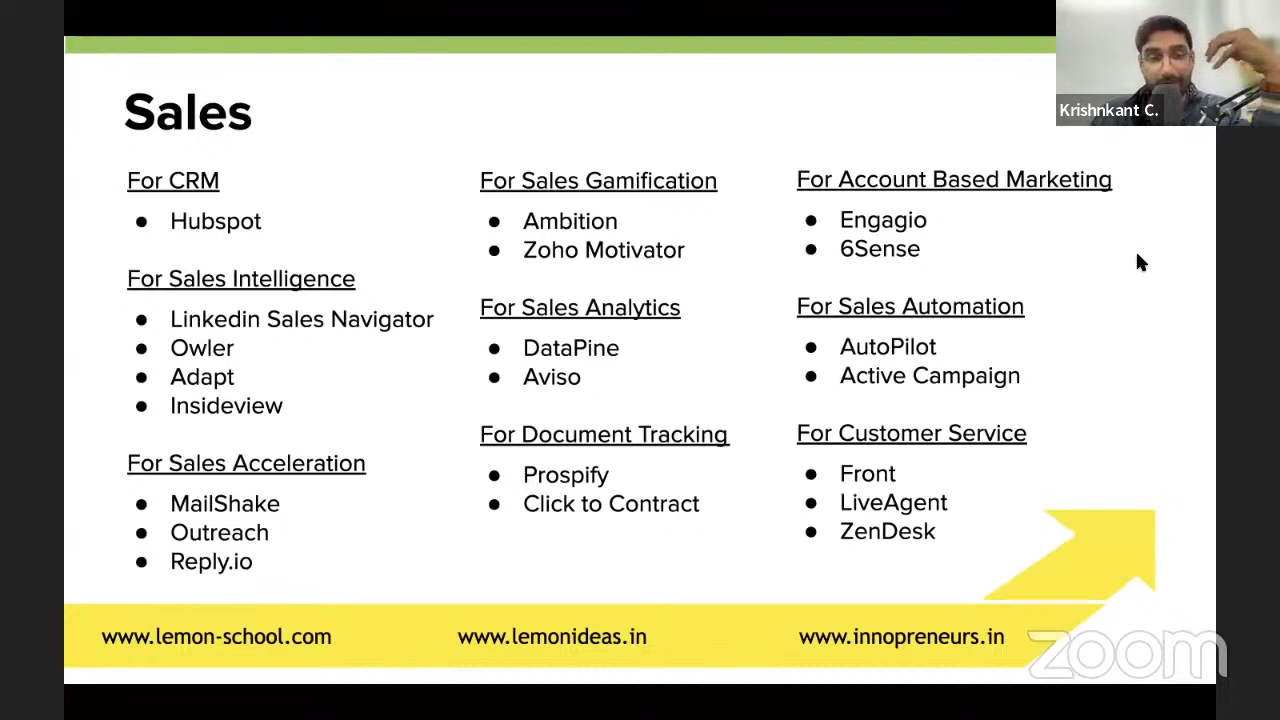 Sales
For CRM
● Hubspot
For Sales Intelligence
● Linkedin Sales Navigator
● Owler
● Adapt
● Insideview
For Sales Acceleration
● MailShake
● Outreach
● Reply.io
For Sales Gamification
● Ambition
● Zoho Motivator
For Sales Analytics
● DataPine
● Aviso
For Document Tracking
● Prospify
● Click to Contract
For Account Based Marketing
● Engagio
● 6Sense
For Sales Automation
● AutoPilot
● Active Campaign
For Customer Service
● Front
● LiveAgent
● ZenDesk
www.lemon-school.com
www.lemonideas.in
www.innopreneurs.in
Krishnkant C.
zoom